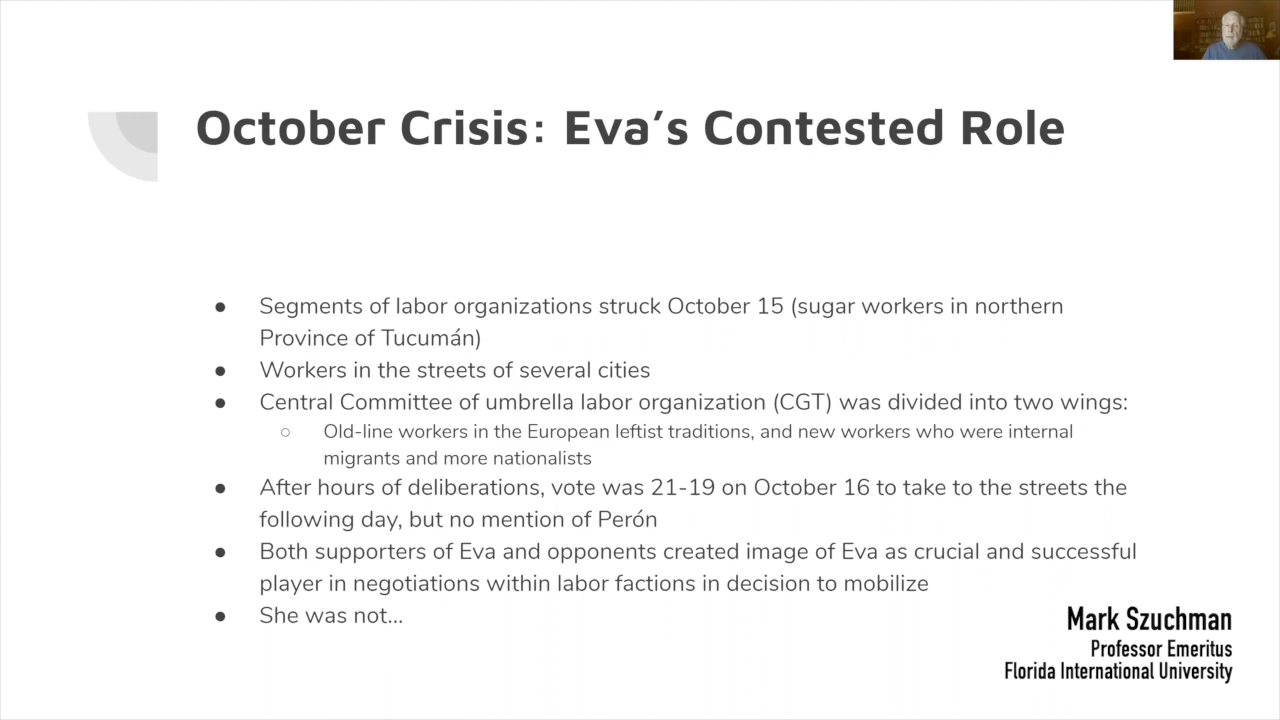 October Crisis: Eva’s Contested Role
● Segments of labor organizations struck October 15 (sugar workers in northern
Province of Tucumán)
● Workers in the streets of several cities
● Central Committee of umbrella labor organization (CGT) was divided into two wings:
○ Old-line workers in the European leftist traditions, and new workers who were internal
migrants and more nationalists
● After hours of deliberations, vote was 21-19 on October 16 to take to the streets the
following day, but no mention of Perón
● Both supporters of Eva and opponents created image of Eva as crucial and successful
player in negotiations within labor factions in decision to mobilize
● She was not...
Mark Szuchman
Professor Emeritus
Florida International University